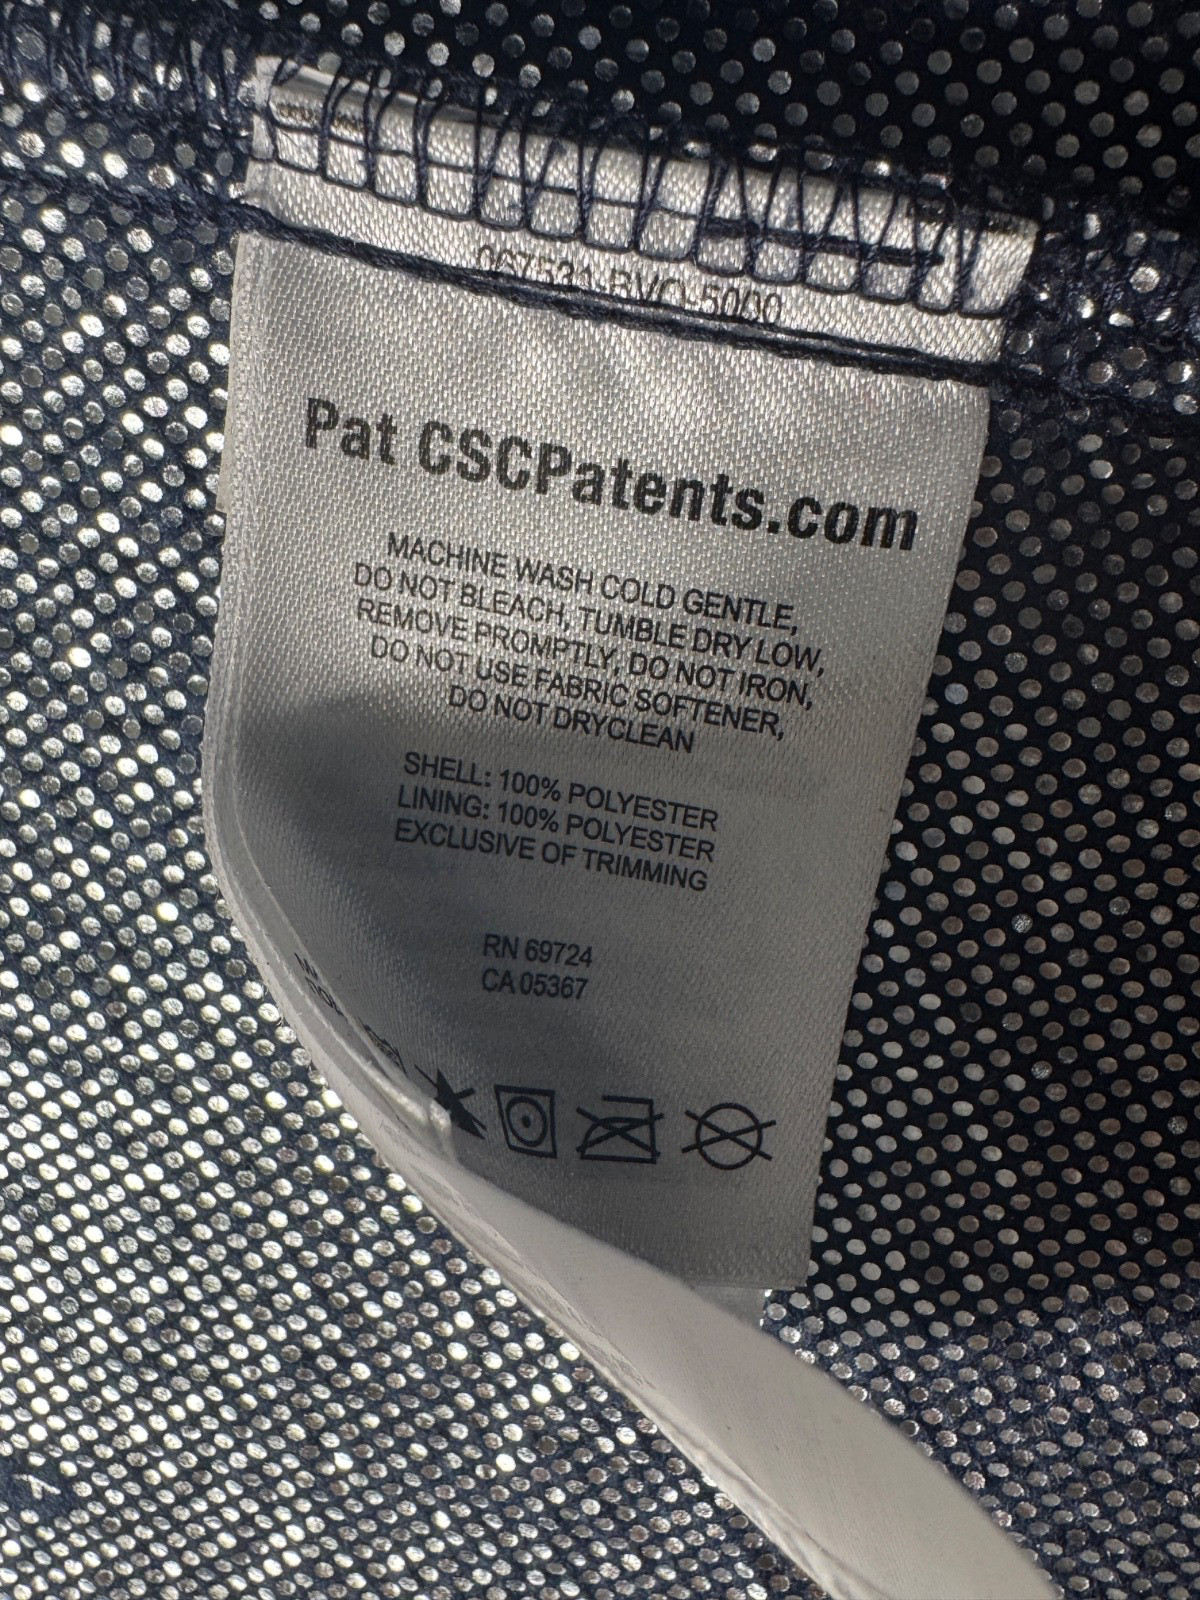 067531 BVO-5000
Pat CSCPatents.com
MACHINE WASH COLD GENTLE,
DO NOT BLEACH, TUMBLE DRY LOW,
REMOVE PROMPTLY, DO NOT IRON,
DO NOT USE FABRIC SOFTENER,
DO NOT DRYCLEAN
SHELL: 100% POLYESTER
LINING: 100% POLYESTER
EXCLUSIVE OF TRIMMING
RN 69724
CA 05367